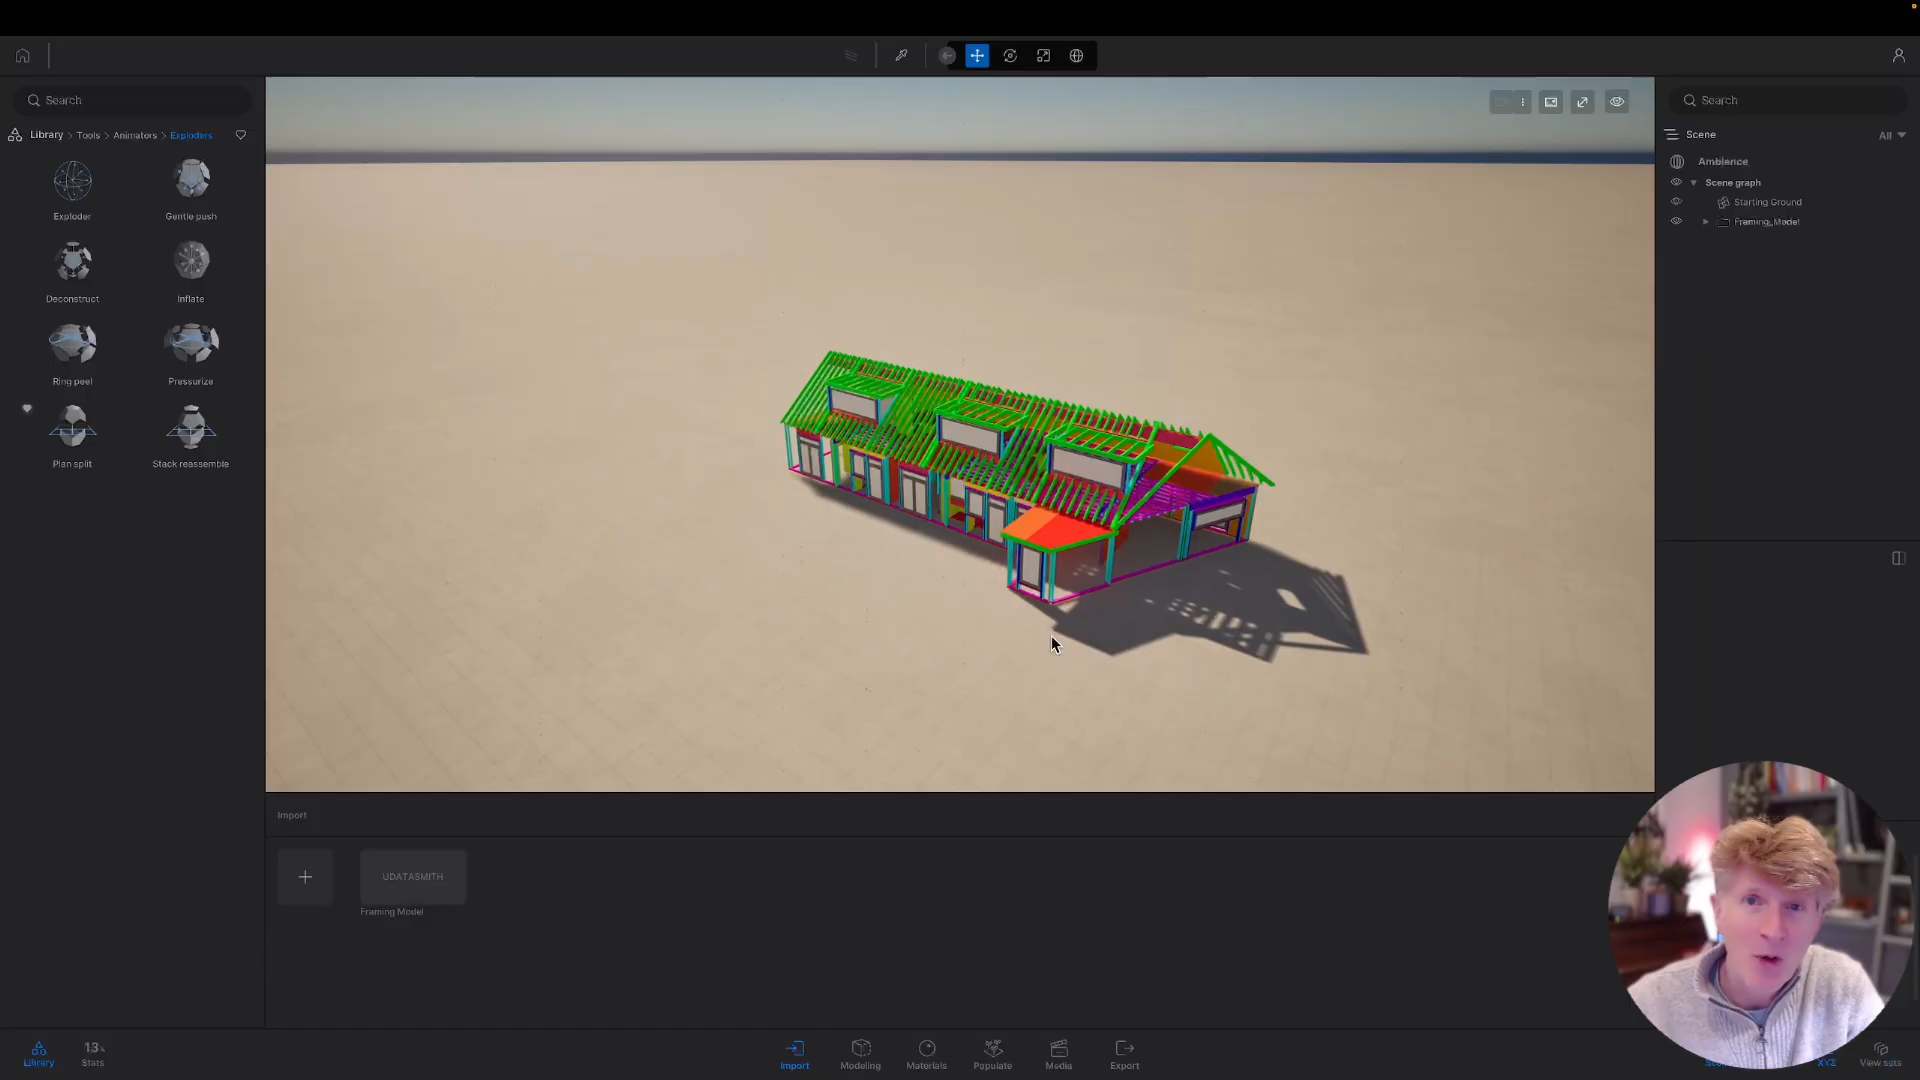 Search
Library > Tools > Animators > Exploders
Exploder
Gentle push
Deconstruct
Inflate
Ring peel
Pressurize
Plan split
Stack reassemble
Search
Scene
All
Ambience
Scene graph
Starting Ground
Framing_Model
Import
UDATASMITH
Framing Model
Library
13
Stats
Import
Modeling
Materials
Populate
Media
Export
XYZ
View sets